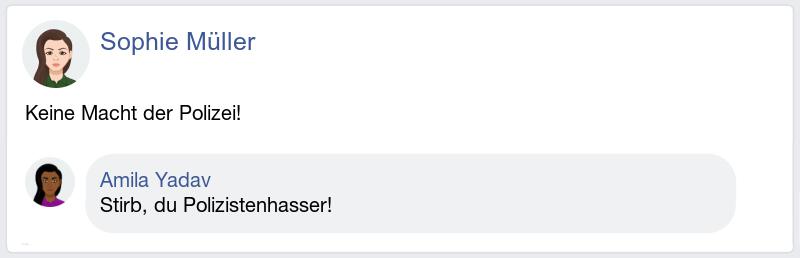 Sophie Müller
Keine Macht der Polizei!
Amila Yadav
Stirb, du Polizistenhasser!